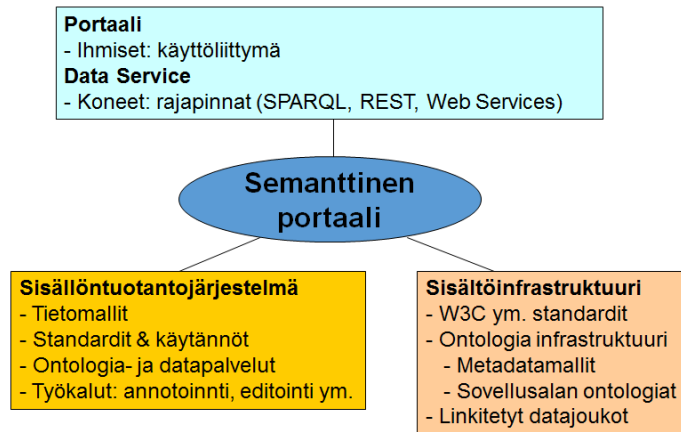 Portaali
- Ihmiset: käyttöliittymä
Data Service
- Koneet: rajapinnat (SPARQL, REST, Web Services)
Semanttinen
portaali
Sisällöntuotantojärjestelmä
- Tietomallit
- Standardit & käytännöt
- Ontologia- ja datapalvelut
- Työkalut: annotoinnti, editointi ym.
Sisältöinfrastruktuuri
- W3C ym. standardit
- Ontologia infrastruktuuri
- Metadatamallit
- Sovellusalan ontologiat
- Linkitetyt datajoukot